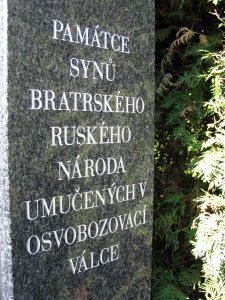 PAMÁTCE
SYNŮ
BRATRSKÉHO
RUSKÉHO
NÁRODA
UMUČENÝCH V
OSVOBOZOVACÍ
VÁLCE